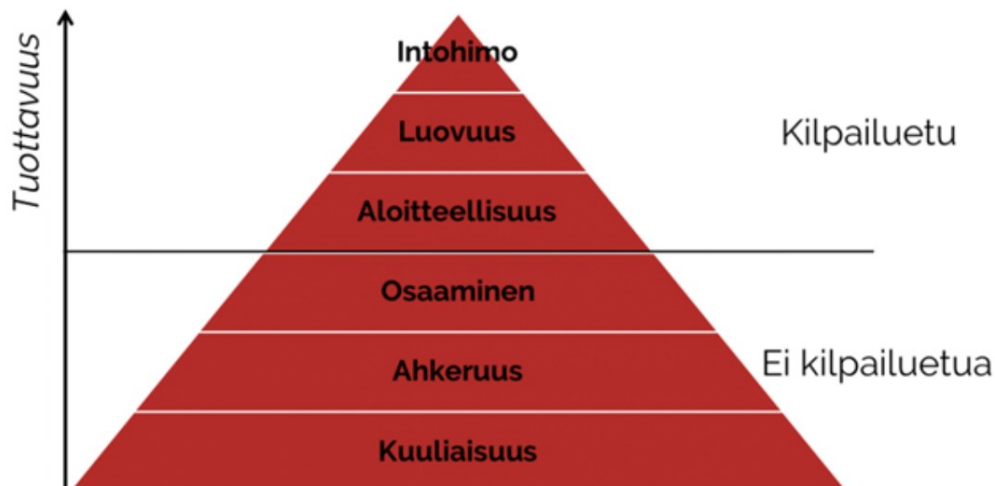 Tuottavuus
Intohimo
Luovuus
Kilpailuetu
Aloitteellisuus
Osaaminen
Ahkeruus
Ei kilpailuetua
Kuuliaisuus